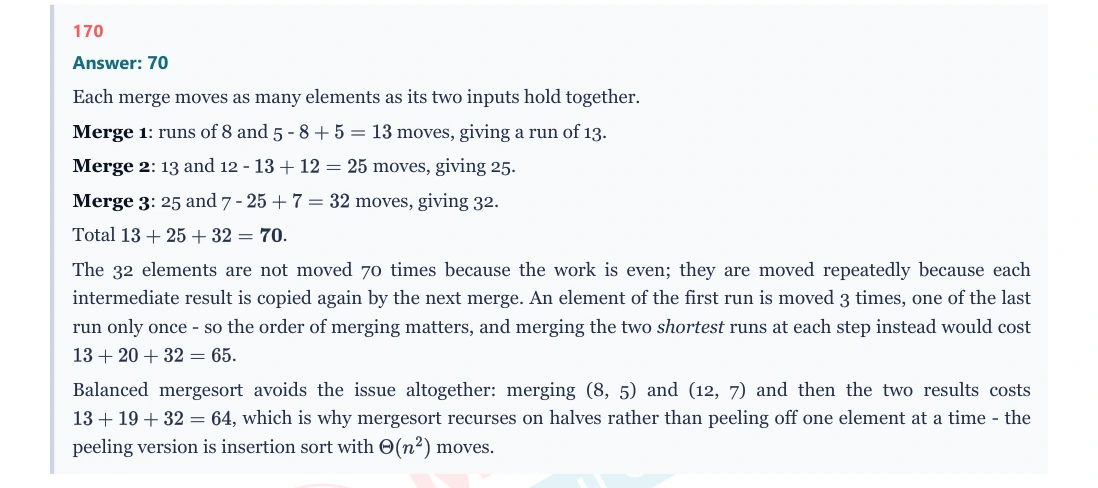 170
Answer: 70
Each merge moves as many elements as its two inputs hold together.
Merge 1: runs of 8 and 5 - 8 + 5 = 13 moves, giving a run of 13.
Merge 2: 13 and 12 - 13 + 12 = 25 moves, giving 25.
Merge 3: 25 and 7 - 25 + 7 = 32 moves, giving 32.
Total 13 + 25 + 32 = 70.
The 32 elements are not moved 70 times because the work is even; they are moved repeatedly because each
intermediate result is copied again by the next merge. An element of the first run is moved 3 times, one of the last
run only once - so the order of merging matters, and merging the two shortest runs at each step instead would cost
13 + 20 + 32 = 65.
Balanced mergesort avoids the issue altogether: merging (8, 5) and (12, 7) and then the two results costs
13 + 19 + 32 = 64, which is why mergesort recurses on halves rather than peeling off one element at a time - the
peeling version is insertion sort with Θ(n²) moves.